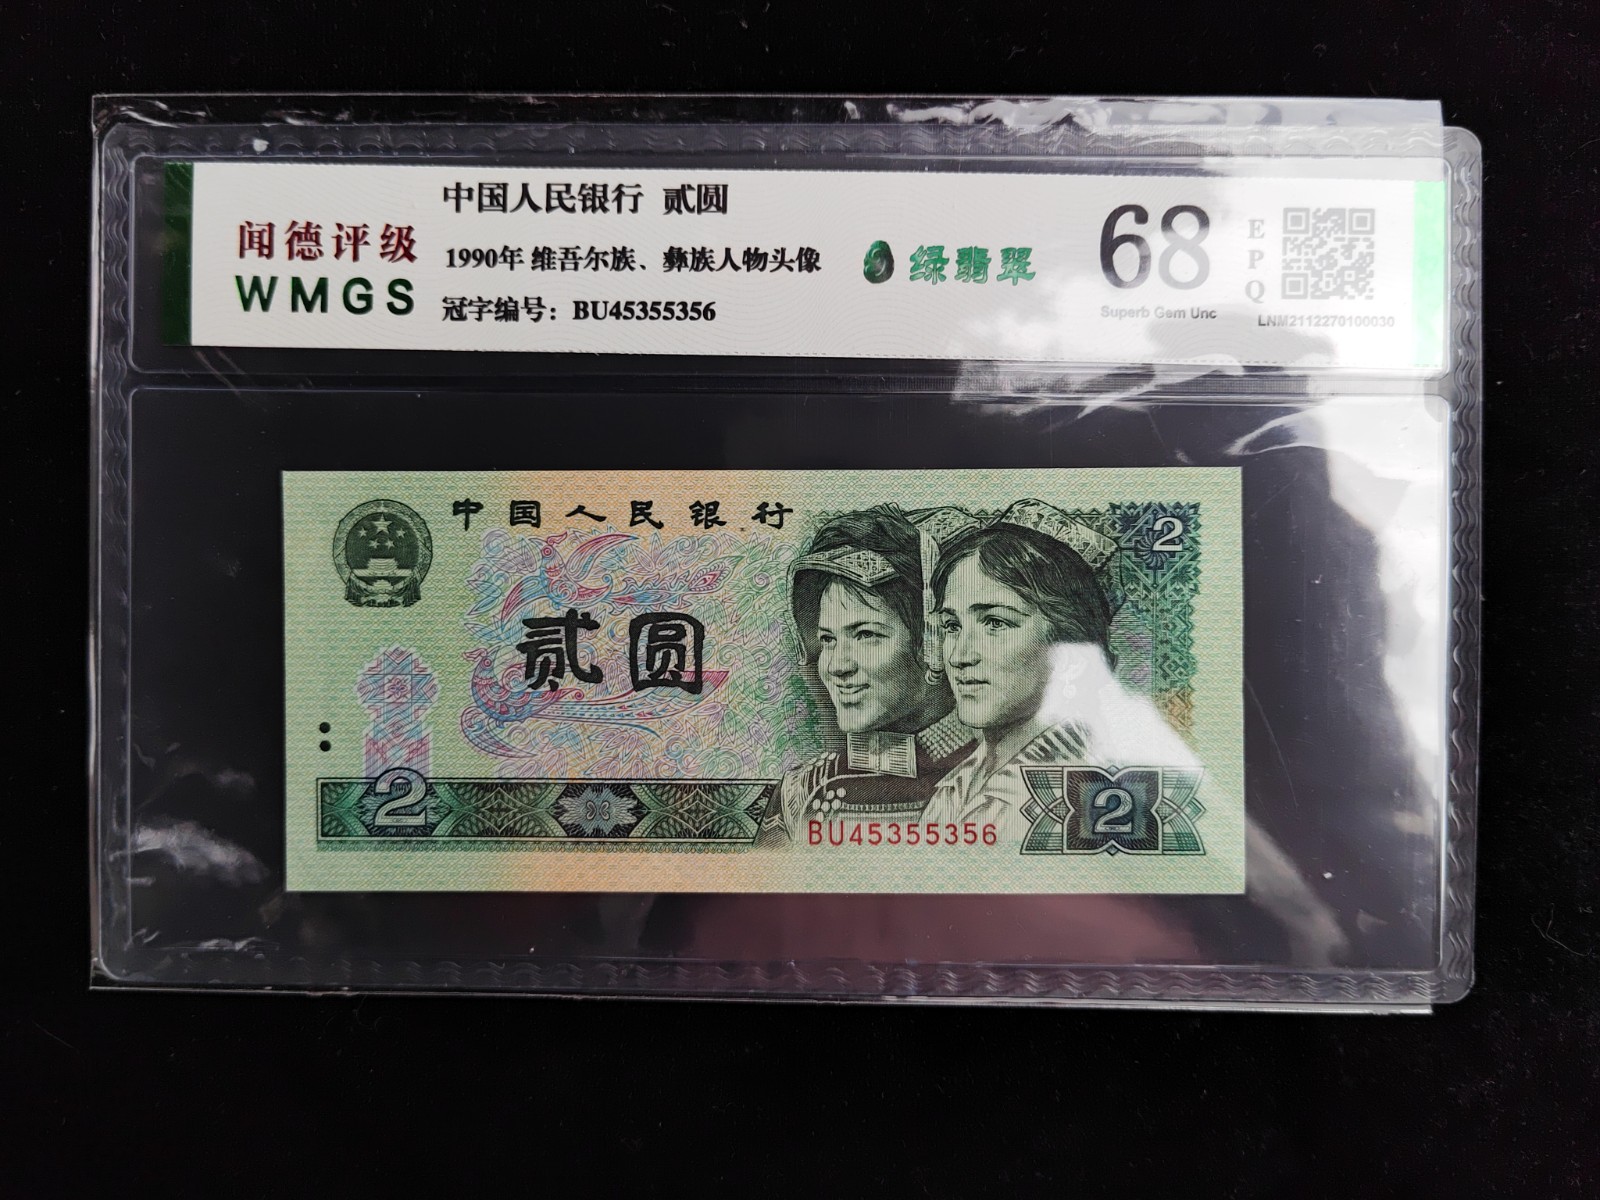 中国人民银行 贰圆
闻德评级
WMGS
1990年 维吾尔族、彝族人物头像
冠字编号：BU45355356
绿翡翠
68
Superb Gem Unc
EPQ
LNM2112270100030
中国人民银行
2
贰圆
2
BU45355356
2